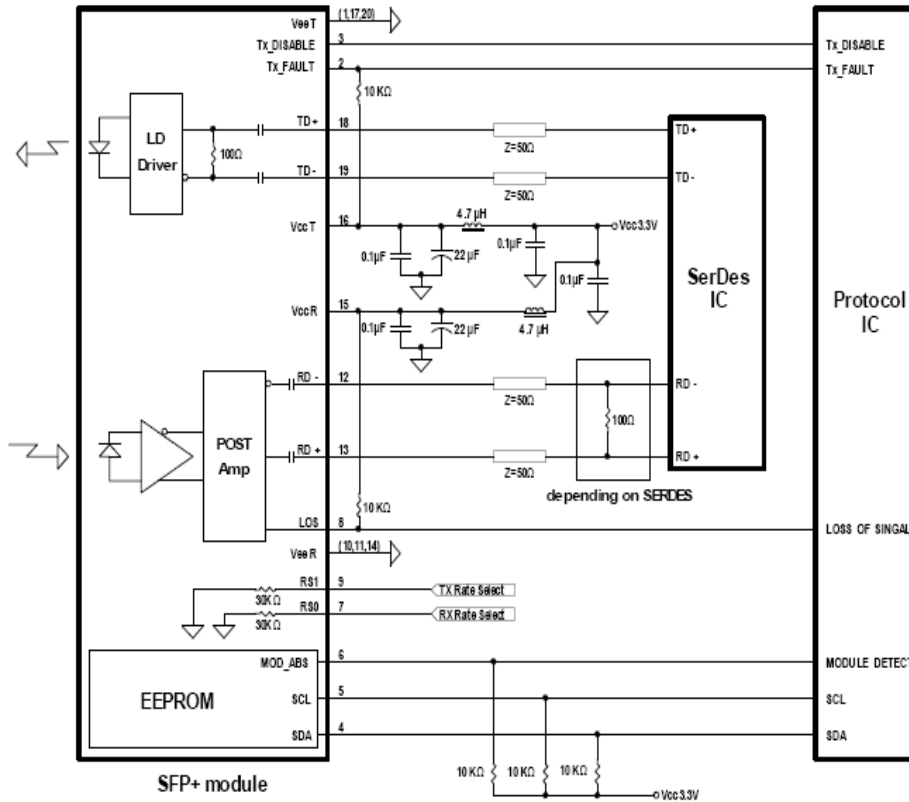 VeeT
(1,17,20)
Tx_DISABLE
3
Tx_DISABLE
Tx_FAULT
2
Tx_FAULT
10 KΩ
LD
Driver
100Ω
TD+
18
Z=50Ω
TD+
TD-
19
Z=50Ω
TD-
VccT
16
4.7 µH
Vcc3.3V
0.1µF
22 µF
0.1µF
0.1µF
SerDes
IC
Protocol
IC
VccR
15
0.1µF
22 µF
4.7 µH
RD -
12
Z=50Ω
RD -
100Ω
POST
Amp
RD +
13
Z=50Ω
RD +
depending on SERDES
10 KΩ
LOS
8
LOSS OF SINGAL
VeeR
(10,11,14)
RS1
9
TX Rate Select
30KΩ
RS0
7
RX Rate Select
30KΩ
MOD_ABS
6
MODULE DETECT
EEPROM
SCL
5
SCL
SDA
4
SDA
10 KΩ
10 KΩ
10 KΩ
Vcc3.3V
SFP+ module